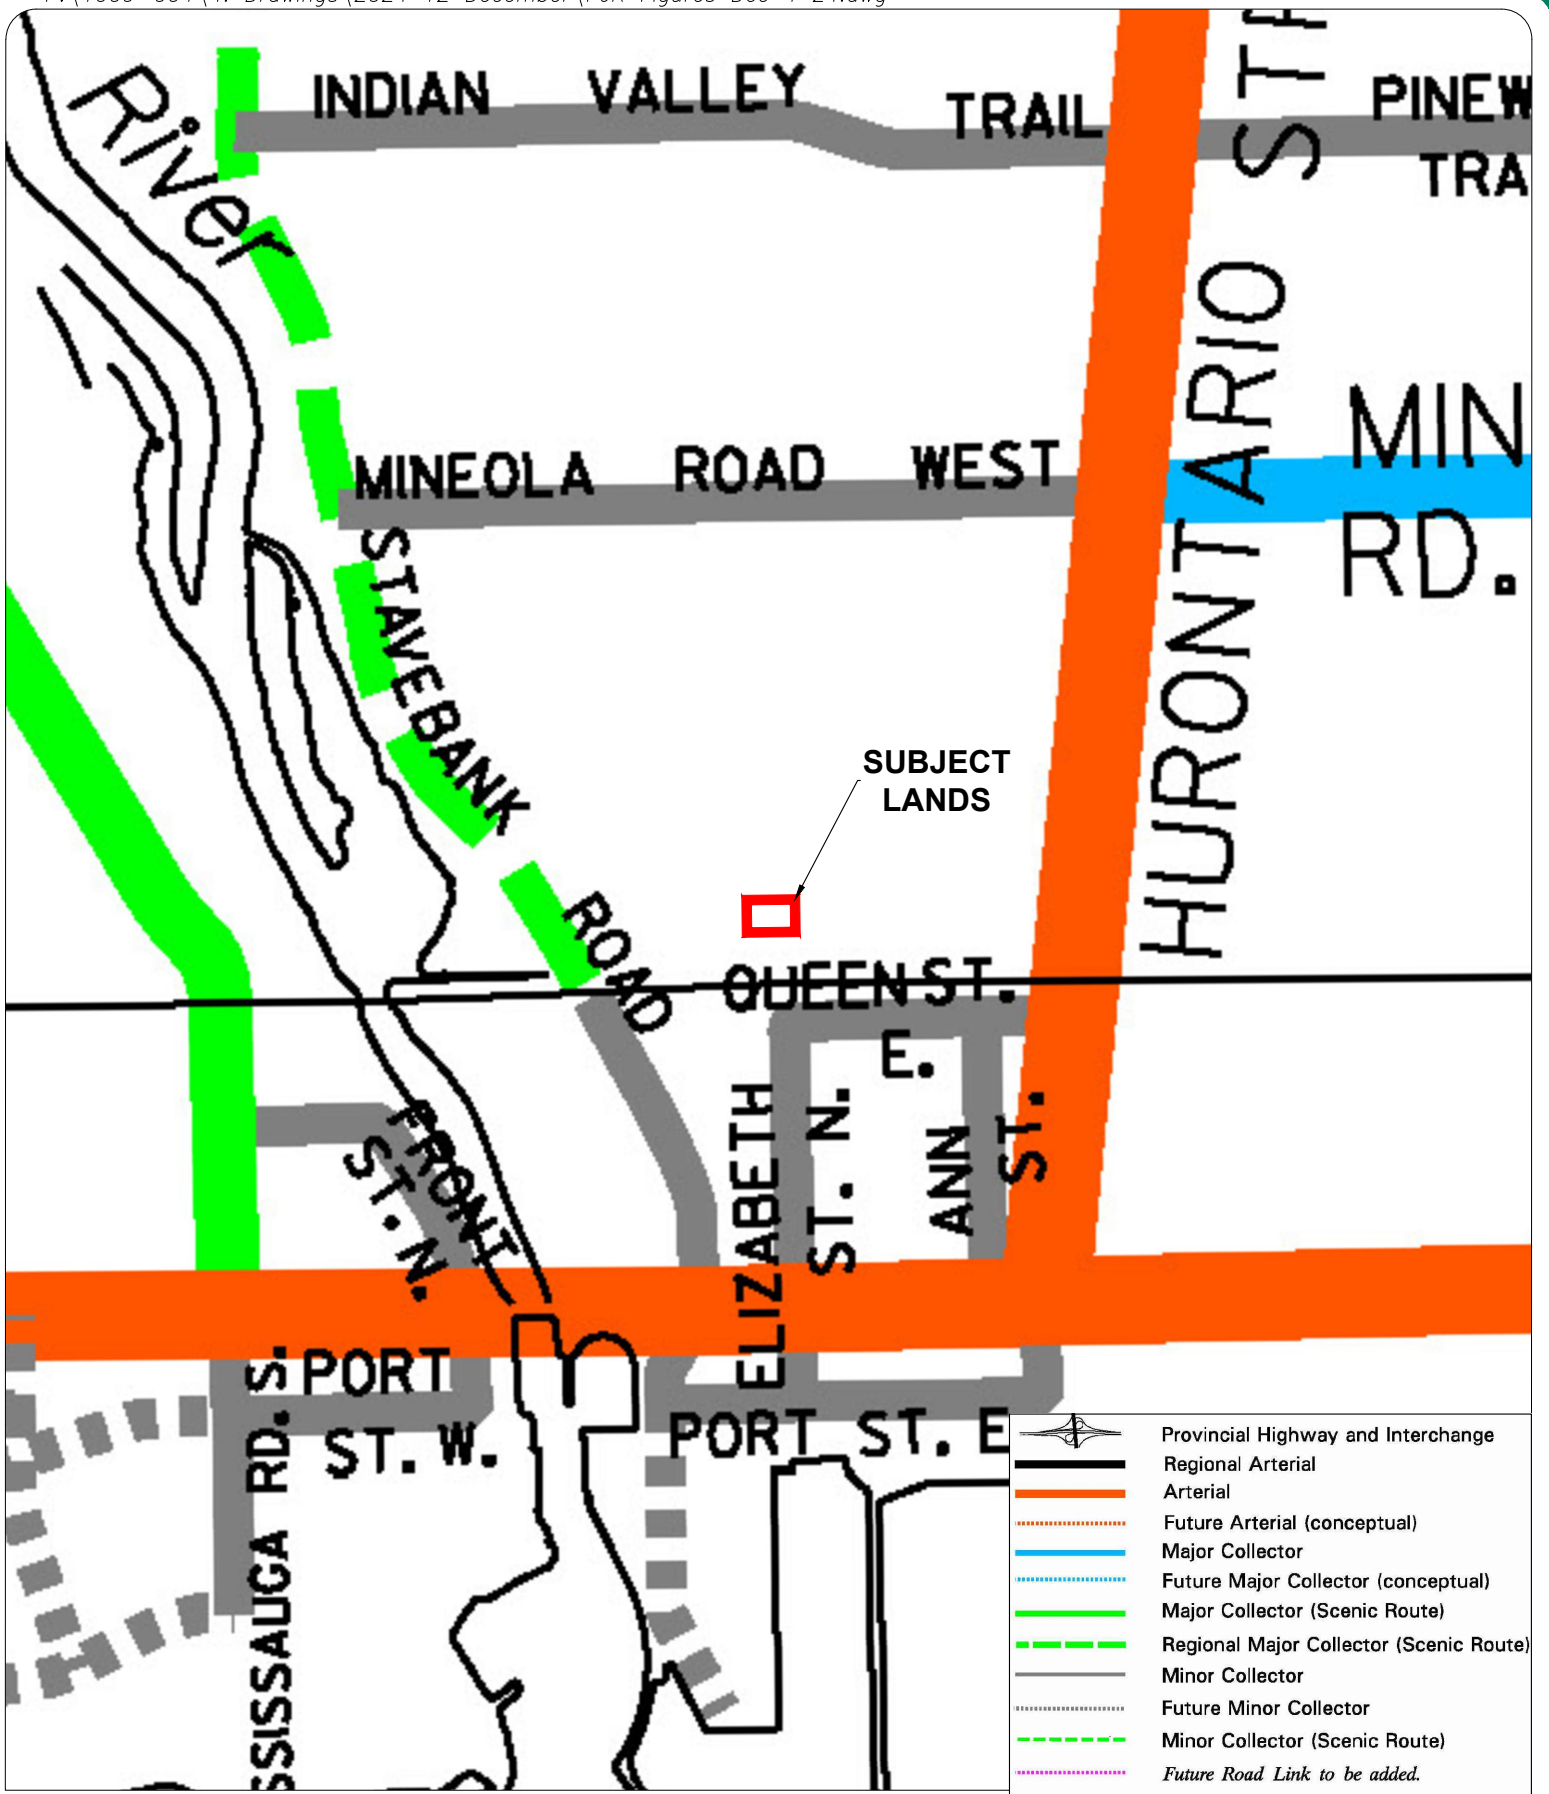 River
INDIAN VALLEY TRAIL
PINEW
TRA
HURONTARIO ST
MINEOLA ROAD WEST
MIN
RD.
STAVEBANK ROAD
SUBJECT
LANDS
QUEEN ST.
E.
ELIZABETH
ST. N.
ANN
ST.
FRONT
ST. N.
PORT
ST. W.
PORT ST. E
SSISSAUGA RD. S.
Provincial Highway and Interchange
Regional Arterial
Arterial
Future Arterial (conceptual)
Major Collector
Future Major Collector (conceptual)
Major Collector (Scenic Route)
Regional Major Collector (Scenic Route)
Minor Collector
Future Minor Collector
Minor Collector (Scenic Route)
Future Road Link to be added.